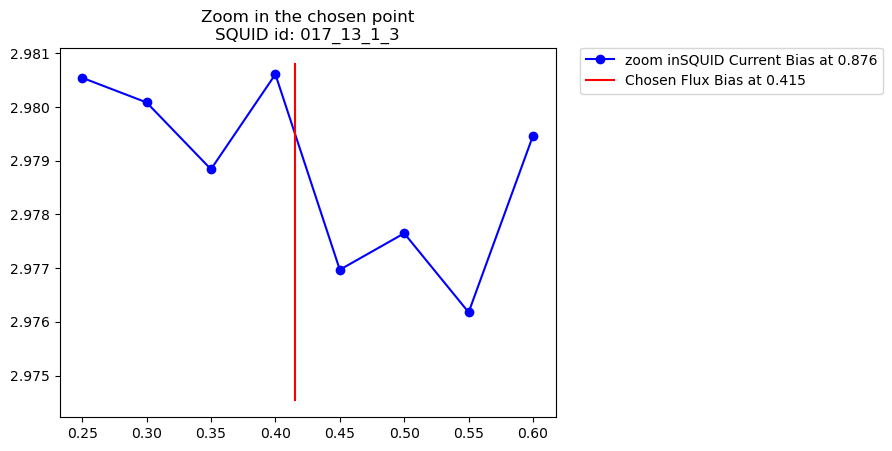 Zoom in the chosen point
SQUID id: 017_13_1_3
zoom inSQUID Current Bias at 0.876
Chosen Flux Bias at 0.415
2.981
2.980
2.979
2.978
2.977
2.976
2.975
0.25 0.30 0.35 0.40 0.45 0.50 0.55 0.60